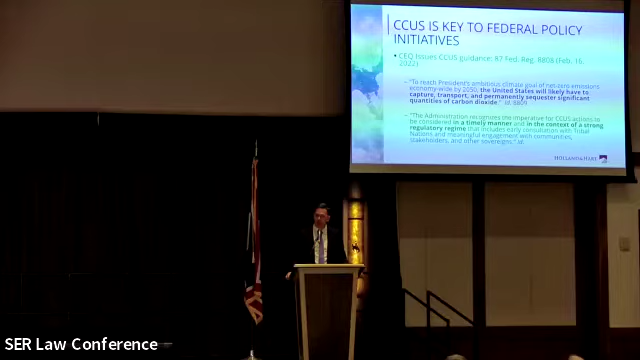 CCUS IS KEY TO FEDERAL POLICY
INITIATIVES
• CEQ Issues CCUS guidance: 87 Fed. Reg. 8808 (Feb. 16,
2022)
– "To reach President's ambitious climate goal of net-zero emissions
economy-wide by 2050, the United States will likely have to
capture, transport, and permanently sequester significant
quantities of carbon dioxide." Id. 8809
– "The Administration recognizes the imperative for CCUS actions to
be considered in a timely manner and in the context of a strong
regulatory regime that includes early consultation with Tribal
Nations and meaningful engagement with communities,
stakeholders, and other sovereigns." Id.
HOLLAND & HART
SER Law Conference